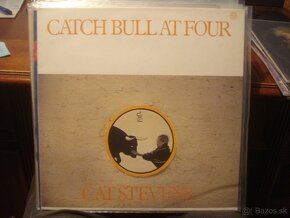 CATCH BULL AT FOUR
CAT STEVENS
bazos.sk